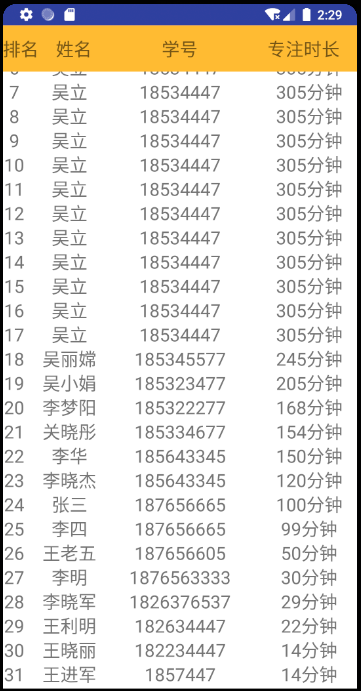 2:29
排名 姓名 学号 专注时长
7 吴立 18534447 305分钟
8 吴立 18534447 305分钟
9 吴立 18534447 305分钟
10 吴立 18534447 305分钟
11 吴立 18534447 305分钟
12 吴立 18534447 305分钟
13 吴立 18534447 305分钟
14 吴立 18534447 305分钟
15 吴立 18534447 305分钟
16 吴立 18534447 305分钟
17 吴立 18534447 305分钟
18 吴丽嫦 185345577 245分钟
19 吴小娟 185323477 205分钟
20 李梦阳 185322277 168分钟
21 关晓彤 185334677 154分钟
22 李华 185643345 150分钟
23 李晓杰 185643345 120分钟
24 张三 187656665 100分钟
25 李四 187656665 99分钟
26 王老五 187656605 50分钟
27 李明 1876563333 30分钟
28 李晓军 1826376537 29分钟
29 王利明 182634447 22分钟
30 王晓丽 182234447 14分钟
31 王进军 1857447 14分钟